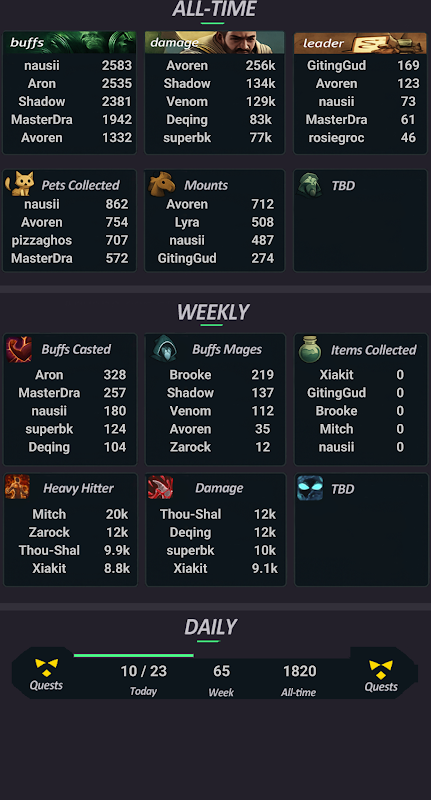 ALL-TIME
buffs
nausii 2583
Aron 2535
Shadow 2381
MasterDra 1942
Avoren 1332
damage
Avoren 256k
Shadow 134k
Venom 129k
Deqing 83k
superbk 77k
leader
GitingGud 169
Avoren 123
nausii 73
MasterDra 61
rosiegroc 46
Pets Collected
nausii 862
Avoren 754
pizzaghos 707
MasterDra 572
Mounts
Avoren 712
Lyra 508
nausii 487
GitingGud 274
TBD
WEEKLY
Buffs Casted
Aron 328
MasterDra 257
nausii 180
superbk 124
Deqing 104
Buffs Mages
Brooke 219
Shadow 137
Venom 112
Avoren 35
Zarock 12
Items Collected
Xiakit 0
GitingGud 0
Brooke 0
Mitch 0
nausii 0
Heavy Hitter
Mitch 20k
Zarock 12k
Thou-Shal 9.9k
Xiakit 8.8k
Damage
Thou-Shal 12k
Deqing 12k
superbk 10k
Xiakit 9.1k
TBD
DAILY
Quests
10 / 23
Today
65
Week
1820
All-time
Quests